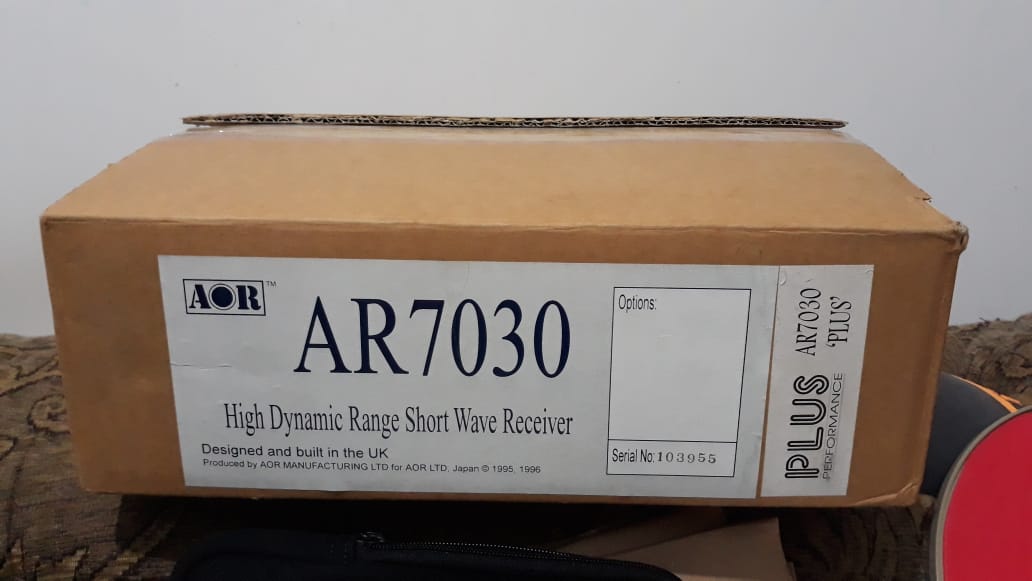 AOR™
AR7030
High Dynamic Range Short Wave Receiver
Designed and built in the UK
Produced by AOR MANUFACTURING LTD for AOR LTD, Japan © 1995, 1996
Options:
Serial No: 103955
AR7030
'PLUS'
PLUS
PERFORMANCE